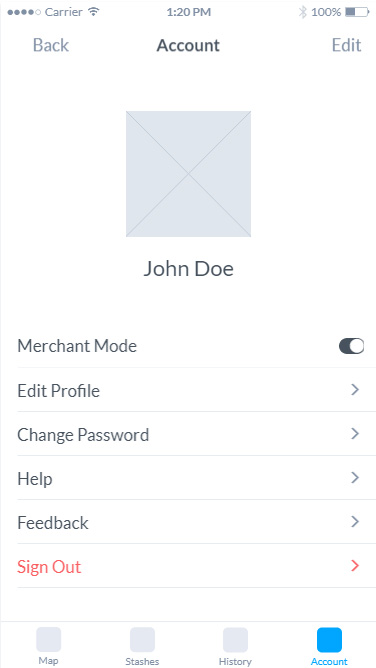 Carrier 1:20 PM 100%
Back Account Edit
John Doe
Merchant Mode
Edit Profile
Change Password
Help
Feedback
Sign Out
Map Stashes History Account